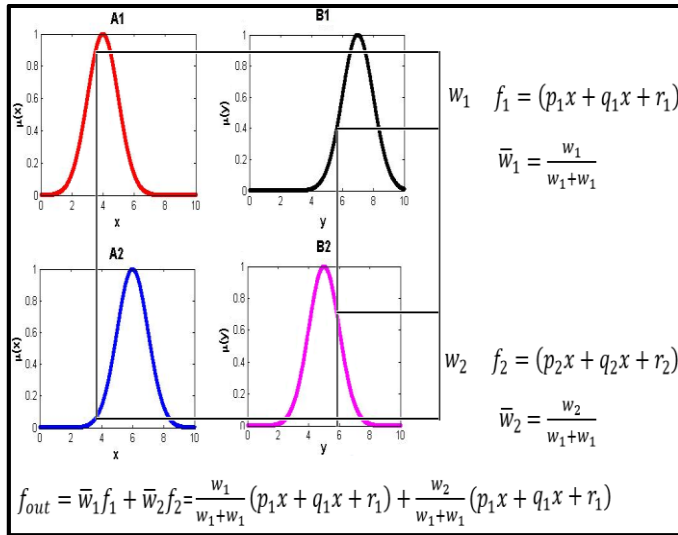 A1 B1
μ(x) 1 0.8 0.6 0.4 0.2 0
0 2 4 6 8 10
x
μ(y) 1 0.8 0.6 0.4 0.2 0
0 2 4 6 8 10
y
w₁ f₁ = (p₁x + q₁x + r₁)
w̅₁ = w₁/(w₁+w₁)
A2 B2
μ(x) 1 0.8 0.6 0.4 0.2 0
0 2 4 6 8 10
x
μ(y) 1 0.8 0.6 0.4 0.2 0
0 2 4 6 8 10
y
w₂ f₂ = (p₂x + q₂x + r₂)
w̅₂ = w₂/(w₁+w₁)
f_out = w̅₁f₁ + w̅₂f₂= w₁/(w₁+w₁) (p₁x + q₁x + r₁) + w₂/(w₁+w₁) (p₁x + q₁x + r₁)